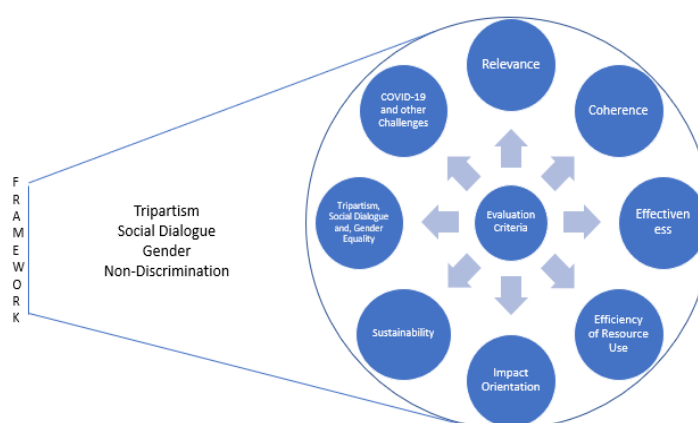 F
R
A
M
E
W
O
R
K
Tripartism
Social Dialogue
Gender
Non-Discrimination
Relevance
Coherence
Effectiven
ess
Efficiency
of Resource
Use
Impact
Orientation
Sustainability
Tripartism,
Social Dialogue
and, Gender
Equality
COVID-19
and other
Challenges
Evaluation
Criteria